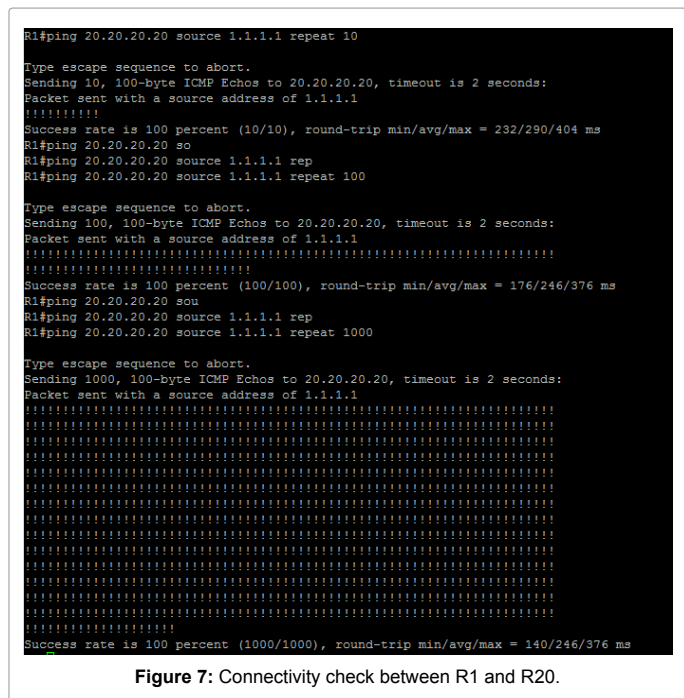 R1#ping 20.20.20.20 source 1.1.1.1 repeat 10
Type escape sequence to abort.
Sending 10, 100-byte ICMP Echos to 20.20.20.20, timeout is 2 seconds:
Packet sent with a source address of 1.1.1.1
!!!!!!!!!!
Success rate is 100 percent (10/10), round-trip min/avg/max = 232/290/404 ms
R1#ping 20.20.20.20 so
R1#ping 20.20.20.20 source 1.1.1.1 rep
R1#ping 20.20.20.20 source 1.1.1.1 repeat 100
Type escape sequence to abort.
Sending 100, 100-byte ICMP Echos to 20.20.20.20, timeout is 2 seconds:
Packet sent with a source address of 1.1.1.1
!!!!!!!!!!!!!!!!!!!!!!!!!!!!!!!!!!!!!!!!!!!!!!!!!!!!!!!!!!!!!!!!!!!!!!
!!!!!!!!!!!!!!!!!!!!!!!!!!!!!!
Success rate is 100 percent (100/100), round-trip min/avg/max = 176/246/376 ms
R1#ping 20.20.20.20 sou
R1#ping 20.20.20.20 source 1.1.1.1 rep
R1#ping 20.20.20.20 source 1.1.1.1 repeat 1000
Type escape sequence to abort.
Sending 1000, 100-byte ICMP Echos to 20.20.20.20, timeout is 2 seconds:
Packet sent with a source address of 1.1.1.1
!!!!!!!!!!!!!!!!!!!!!!!!!!!!!!!!!!!!!!!!!!!!!!!!!!!!!!!!!!!!!!!!!!!!!!
!!!!!!!!!!!!!!!!!!!!!!!!!!!!!!!!!!!!!!!!!!!!!!!!!!!!!!!!!!!!!!!!!!!!!!
!!!!!!!!!!!!!!!!!!!!!!!!!!!!!!!!!!!!!!!!!!!!!!!!!!!!!!!!!!!!!!!!!!!!!!
!!!!!!!!!!!!!!!!!!!!!!!!!!!!!!!!!!!!!!!!!!!!!!!!!!!!!!!!!!!!!!!!!!!!!!
!!!!!!!!!!!!!!!!!!!!!!!!!!!!!!!!!!!!!!!!!!!!!!!!!!!!!!!!!!!!!!!!!!!!!!
!!!!!!!!!!!!!!!!!!!!!!!!!!!!!!!!!!!!!!!!!!!!!!!!!!!!!!!!!!!!!!!!!!!!!!
!!!!!!!!!!!!!!!!!!!!!!!!!!!!!!!!!!!!!!!!!!!!!!!!!!!!!!!!!!!!!!!!!!!!!!
!!!!!!!!!!!!!!!!!!!!!!!!!!!!!!!!!!!!!!!!!!!!!!!!!!!!!!!!!!!!!!!!!!!!!!
!!!!!!!!!!!!!!!!!!!!!!!!!!!!!!!!!!!!!!!!!!!!!!!!!!!!!!!!!!!!!!!!!!!!!!
!!!!!!!!!!!!!!!!!!!!!!!!!!!!!!!!!!!!!!!!!!!!!!!!!!!!!!!!!!!!!!!!!!!!!!
!!!!!!!!!!!!!!!!!!!!!!!!!!!!!!!!!!!!!!!!!!!!!!!!!!!!!!!!!!!!!!!!!!!!!!
!!!!!!!!!!!!!!!!!!!!!!!!!!!!!!!!!!!!!!!!!!!!!!!!!!!!!!!!!!!!!!!!!!!!!!
!!!!!!!!!!!!!!!!!!!!!!!!!!!!!!!!!!!!!!!!!!!!!!!!!!!!!!!!!!!!!!!!!!!!!!
!!!!!!!!!!!!!!!!!!!!!!!!!!!!!!!!!!!!!!!!!!!!!!!!!!!!!!!!!!!!!!!!!!!!!!
!!!!!!!!!!!!!!!!!!!!
Success rate is 100 percent (1000/1000), round-trip min/avg/max = 140/246/376 ms
Figure 7: Connectivity check between R1 and R20.